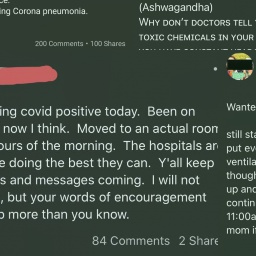 ce.
ing Corona pneumonia.
200 Comments • 100 Shares
(Ashwagandha)
WHY DON'T DOCTORS TELL
TOXIC CHEMICALS IN YOUR
ing covid positive today. Been on
now I think. Moved to an actual room
ours of the morning. The hospitals are
e doing the best they can. Y'all keep
s and messages coming. I will not
, but your words of encouragement
p more than you know.
84 Comments 2 Share
Wante
still sta
put eve
ventila
though
up and
contin
11:00a
mom i